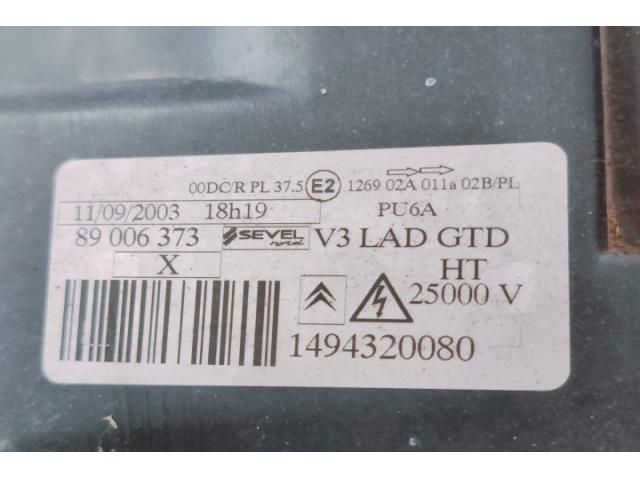 00DC/R PL 37.5 E2 1269 02A 011a 02B/PL
11/09/2003 18h19 PU6A
89 006 373 SEVEL nord V3 LAD GTD
X HT
25000 V
1494320080